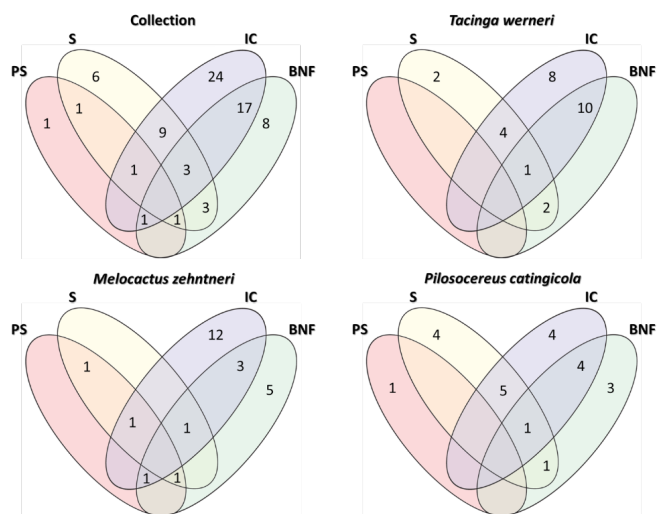 Collection
PS S IC BNF
1 1 6 9 24 17 8
1 3
1 1 3
Tacinga werneri
PS S IC BNF
2 4 8 10
1
2
Melocactus zehntneri
PS S IC BNF
1 12 3 5
1 1
1 1
Pilosocereus catingicola
PS S IC BNF
1 4 5 4 4 3
1
1